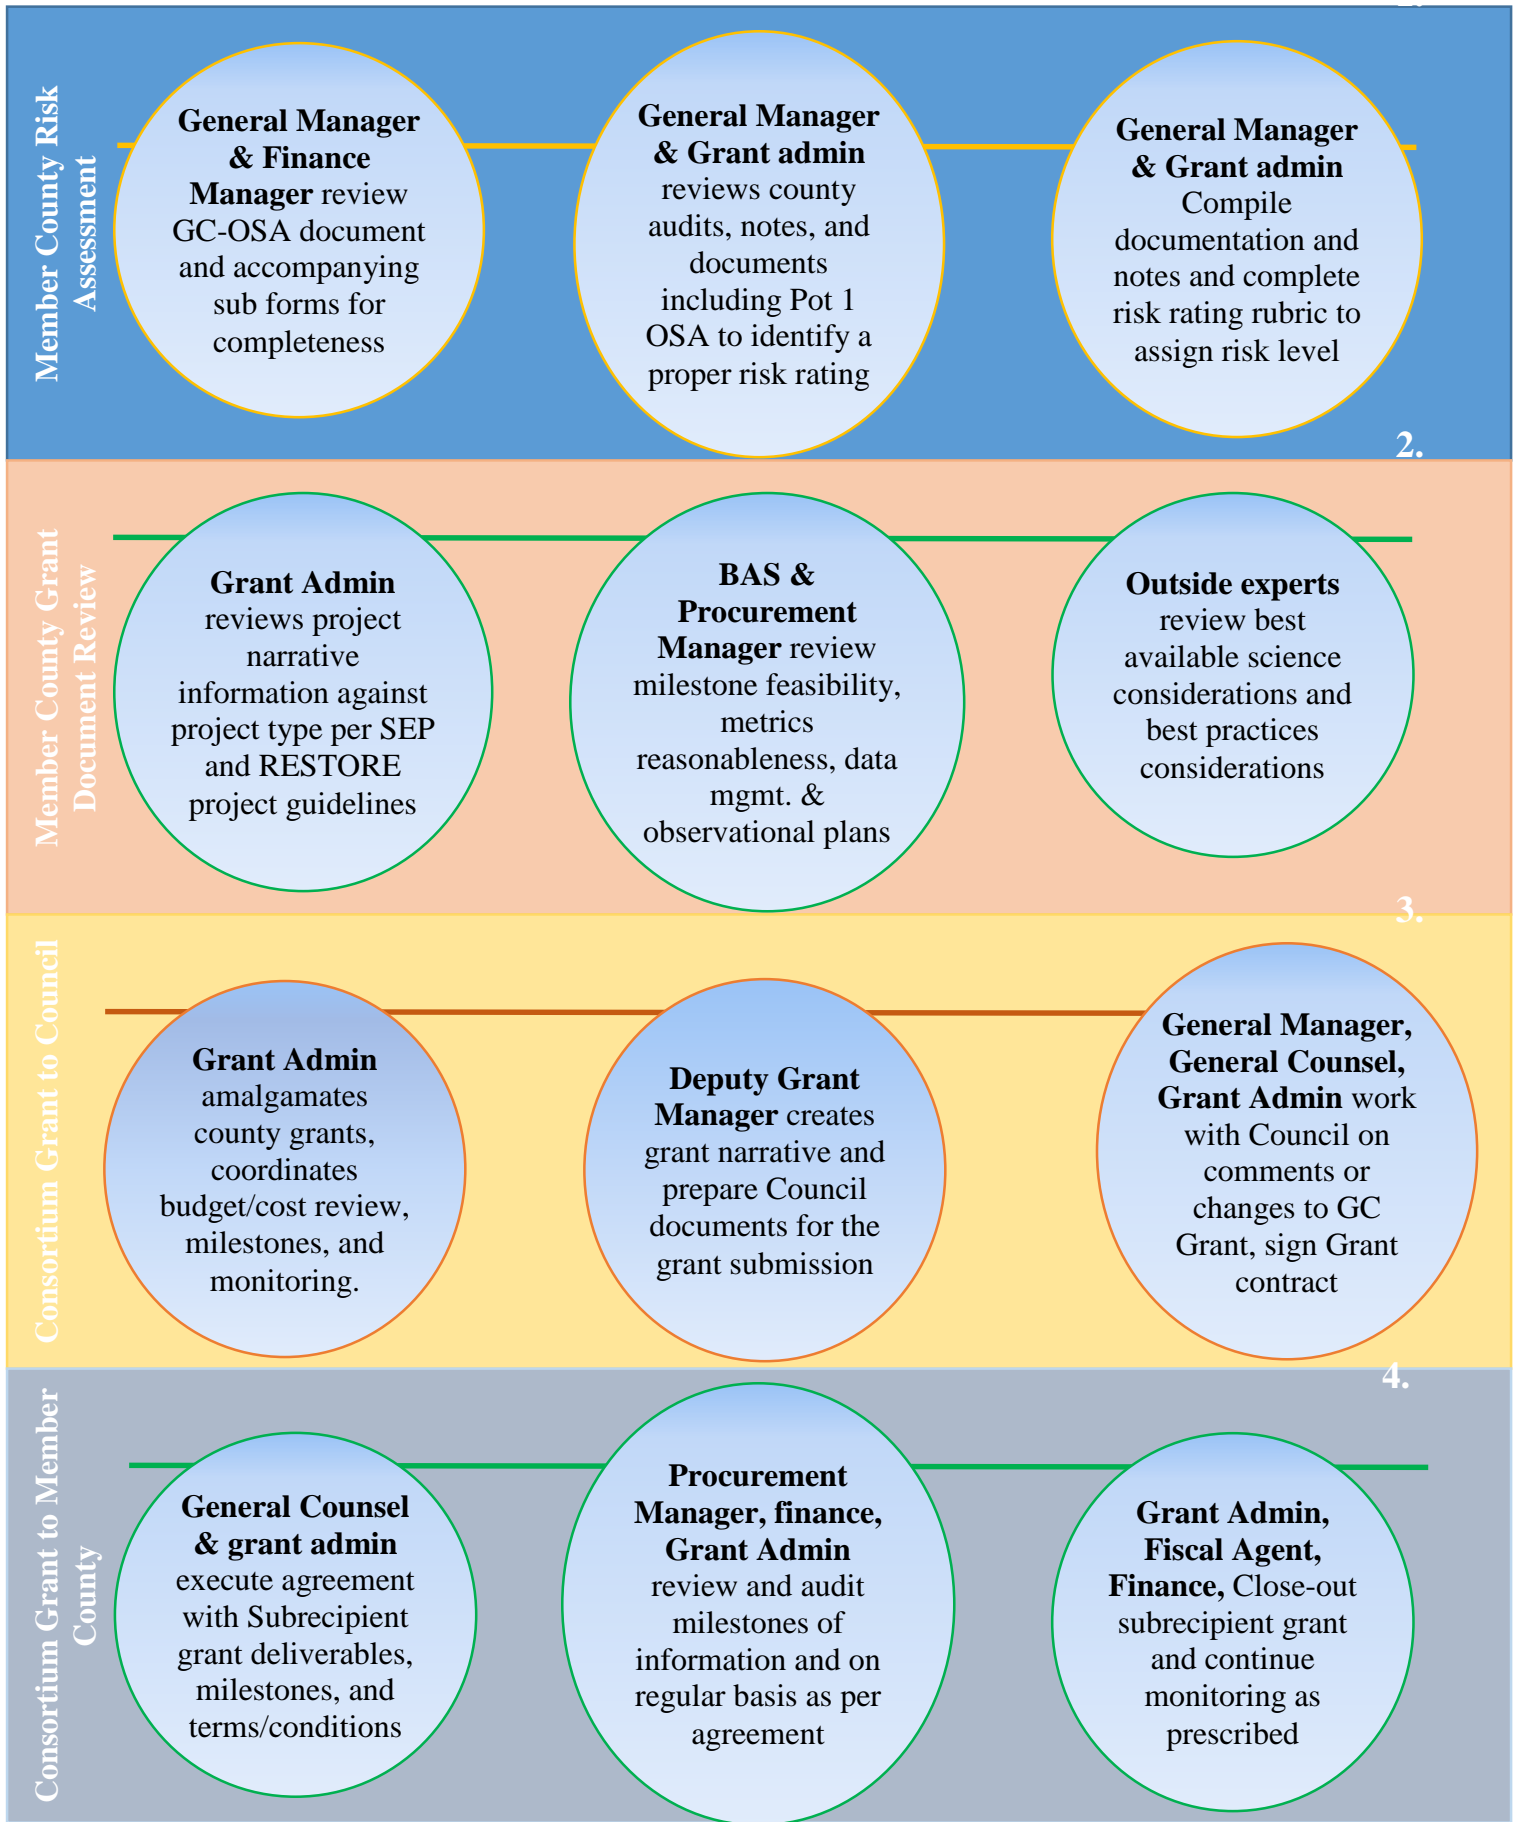 Member County Risk
Assessment
General Manager
& Finance
Manager review
GC-OSA document
and accompanying
sub forms for
completeness
General Manager
& Grant admin
reviews county
audits, notes, and
documents
including Pot 1
OSA to identify a
proper risk rating
General Manager
& Grant admin
Compile
documentation and
notes and complete
risk rating rubric to
assign risk level
2.
Member County Grant
Document Review
Grant Admin
reviews project
narrative
information against
project type per SEP
and RESTORE
project guidelines
BAS &
Procurement
Manager review
milestone feasibility,
metrics
reasonableness, data
mgmt. &
observational plans
Outside experts
review best
available science
considerations and
best practices
considerations
3.
Consortium Grant to Council
Grant Admin
amalgamates
county grants,
coordinates
budget/cost review,
milestones, and
monitoring.
Deputy Grant
Manager creates
grant narrative and
prepare Council
documents for the
grant submission
General Manager,
General Counsel,
Grant Admin work
with Council on
comments or
changes to GC
Grant, sign Grant
contract
4.
Consortium Grant to Member
County
General Counsel
& grant admin
execute agreement
with Subrecipient
grant deliverables,
milestones, and
terms/conditions
Procurement
Manager, finance,
Grant Admin
review and audit
milestones of
information and on
regular basis as per
agreement
Grant Admin,
Fiscal Agent,
Finance, Close-out
subrecipient grant
and continue
monitoring as
prescribed